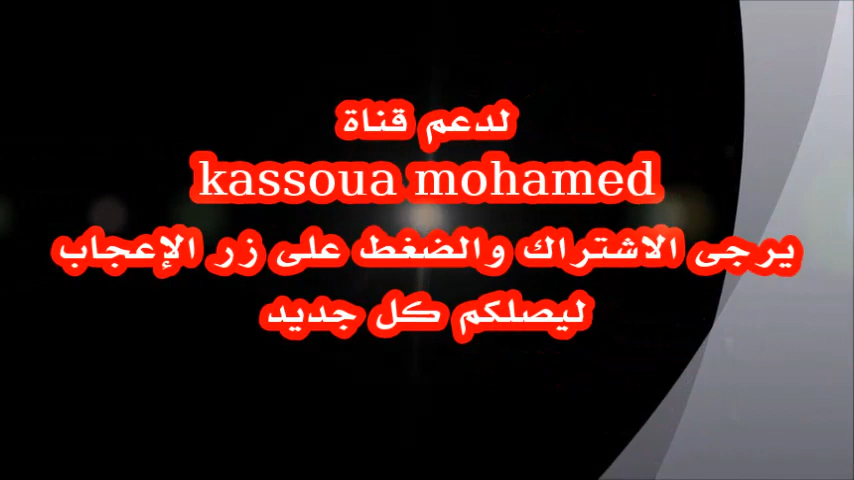 لدعم قناة
kassoua mohamed
يرجى الاشتراك والضغط على زر الإعجاب
ليصلكم كل جديد